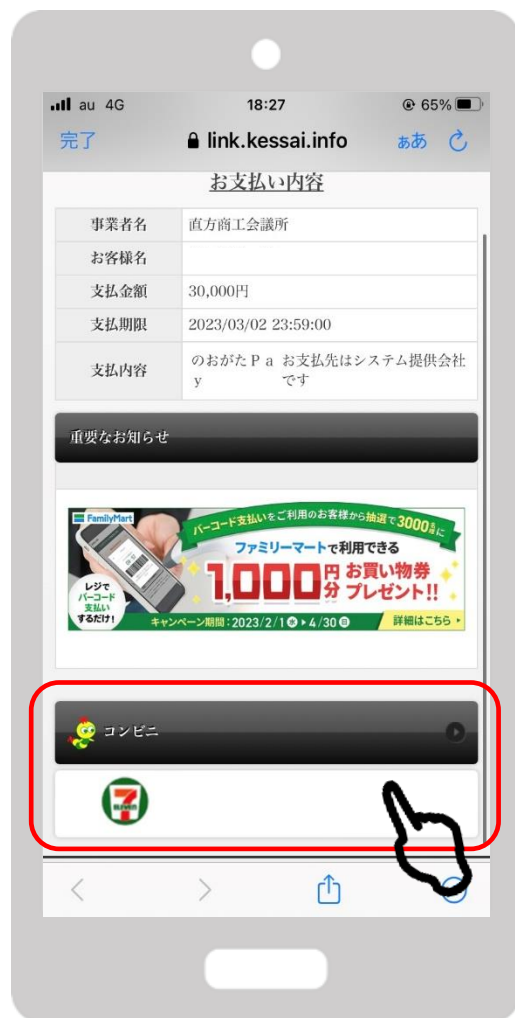 au 4G 18:27 65%
完了 link.kessai.info ぁあ
お支払い内容
事業者名 直方商工会議所
お客様名
支払金額 30,000円
支払期限 2023/03/02 23:59:00
支払内容 のおがたPay お支払先はシステム提供会社です
重要なお知らせ
FamilyMart
バーコード支払いをご利用のお客様から抽選で3000名様に
ファミリーマートで利用できる
1,000円分 お買い物券プレゼント!!
レジで
バーコード
支払い
するだけ!
キャンペーン期間:2023/2/1水▶4/30日 詳細はこちら
コンビニ
7 ELEVEN